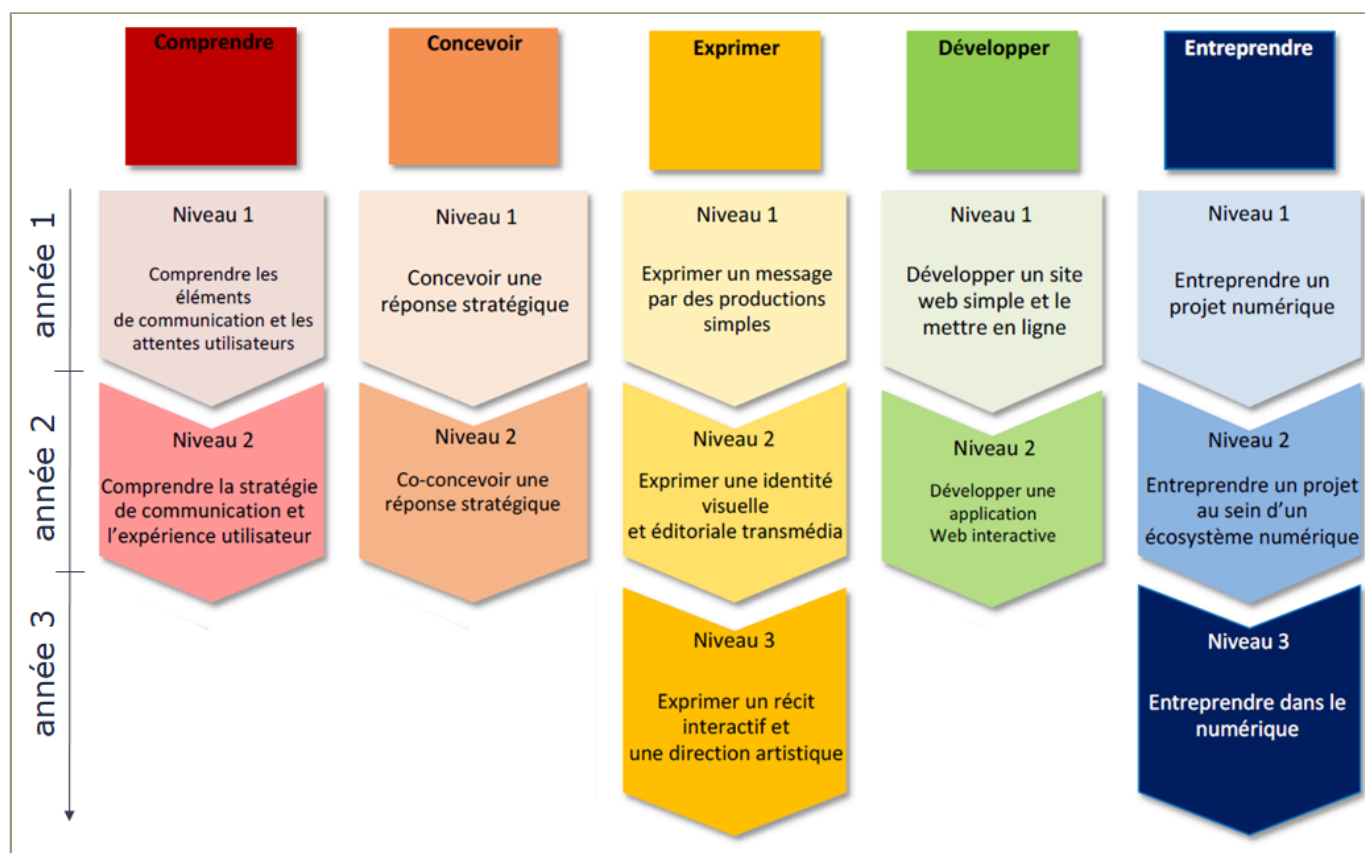 Comprendre
Concevoir
Exprimer
Développer
Entreprendre
année 1
Niveau 1
Comprendre les
éléments
de communication et les
attentes utilisateurs
Niveau 1
Concevoir une
réponse stratégique
Niveau 1
Exprimer un message
par des productions
simples
Niveau 1
Développer un site
web simple et le
mettre en ligne
Niveau 1
Entreprendre un
projet numérique
année 2
Niveau 2
Comprendre la stratégie
de communication et
l'expérience utilisateur
Niveau 2
Co-concevoir une
réponse stratégique
Niveau 2
Exprimer une identité
visuelle
et éditoriale transmédia
Niveau 2
Développer une
application
Web interactive
Niveau 2
Entreprendre un projet
au sein d'un
écosystème numérique
année 3
Niveau 3
Exprimer un récit
interactif et
une direction artistique
Niveau 3
Entreprendre dans le
numérique